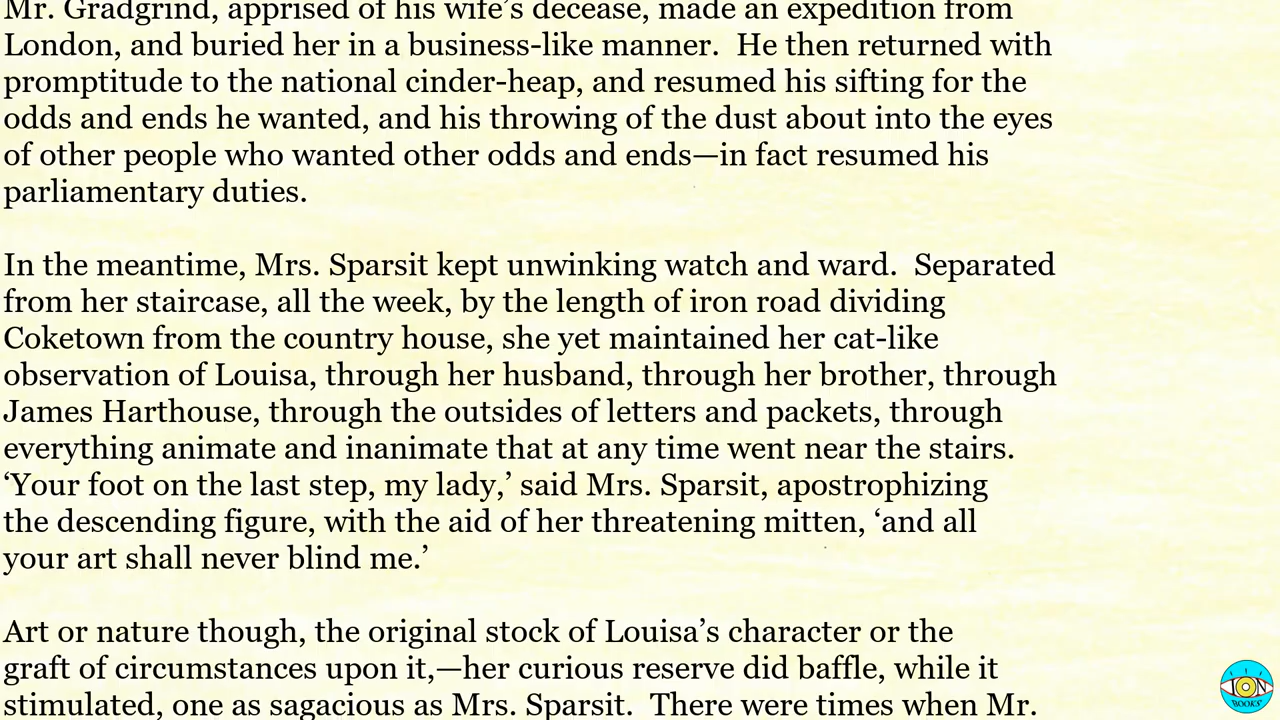 Mr. Gradgrind, apprised of his wife’s decease, made an expedition from
London, and buried her in a business-like manner.  He then returned with
promptitude to the national cinder-heap, and resumed his sifting for the
odds and ends he wanted, and his throwing of the dust about into the eyes
of other people who wanted other odds and ends—in fact resumed his
parliamentary duties.

In the meantime, Mrs. Sparsit kept unwinking watch and ward.  Separated
from her staircase, all the week, by the length of iron road dividing
Coketown from the country house, she yet maintained her cat-like
observation of Louisa, through her husband, through her brother, through
James Harthouse, through the outsides of letters and packets, through
everything animate and inanimate that at any time went near the stairs.
‘Your foot on the last step, my lady,’ said Mrs. Sparsit, apostrophizing
the descending figure, with the aid of her threatening mitten, ‘and all
your art shall never blind me.’

Art or nature though, the original stock of Louisa’s character or the
graft of circumstances upon it,—her curious reserve did baffle, while it
stimulated, one as sagacious as Mrs. Sparsit.  There were times when Mr.
ION
BOOKS